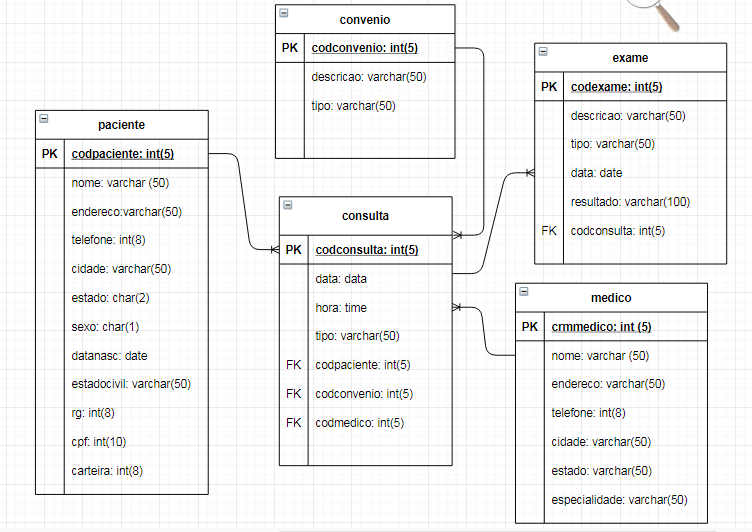 convenio
PK codconvenio: int(5)
descricao: varchar(50)
tipo: varchar(50)
exame
PK codexame: int(5)
descricao: varchar(50)
tipo: varchar(50)
data: date
resultado: varchar(100)
FK codconsulta: int(5)
paciente
PK codpaciente: int(5)
nome: varchar (50)
endereco:varchar(50)
telefone: int(8)
cidade: varchar(50)
estado: char(2)
sexo: char(1)
datanasc: date
estadocivil: varchar(50)
rg: int(8)
cpf: int(10)
carteira: int(8)
consulta
PK codconsulta: int(5)
data: data
hora: time
tipo: varchar(50)
FK codpaciente: int(5)
FK codconvenio: int(5)
FK codmedico: int(5)
medico
PK crmmedico: int (5)
nome: varchar (50)
endereco: varchar(50)
telefone: int(8)
cidade: varchar(50)
estado: varchar(50)
especialidade: varchar(50)